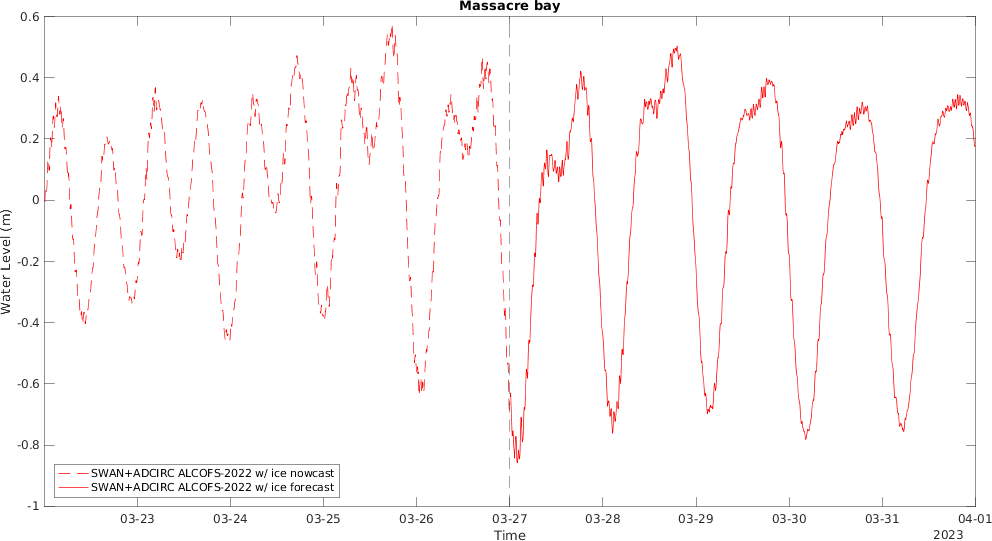 Massacre bay
0.6
0.4
0.2
0
-0.2
-0.4
-0.6
-0.8
-1
Water Level (m)
SWAN+ADCIRC ALCOFS-2022 w/ ice nowcast
SWAN+ADCIRC ALCOFS-2022 w/ ice forecast
03-23 03-24 03-25 03-26 03-27 03-28 03-29 03-30 03-31 04-01
Time
2023